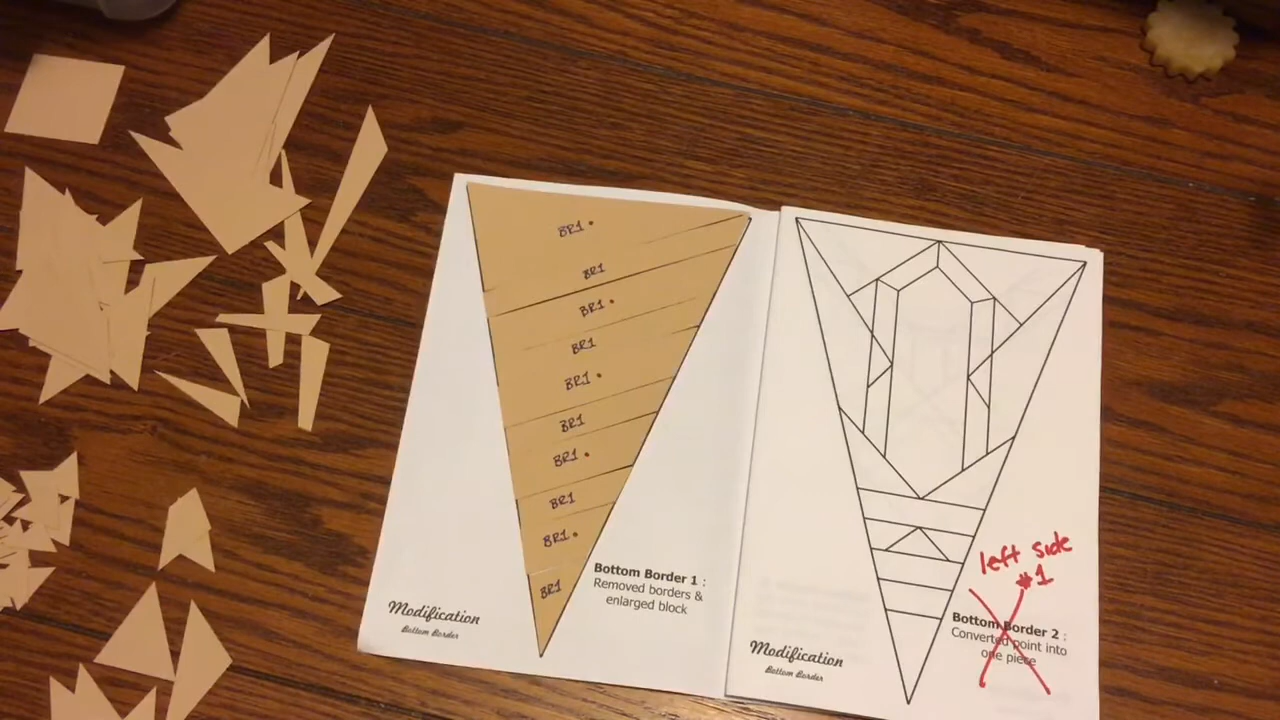 BR1.
BR1
BR1.
BR1
BR1.
BR1
BR1.
BR1
BR1.
BR1
Bottom Border 1 :
Removed borders &
enlarged block
Modification
Bottom Border
left side
#1
Bottom Border 2 :
Converted point into
one piece
Modification
Bottom Border